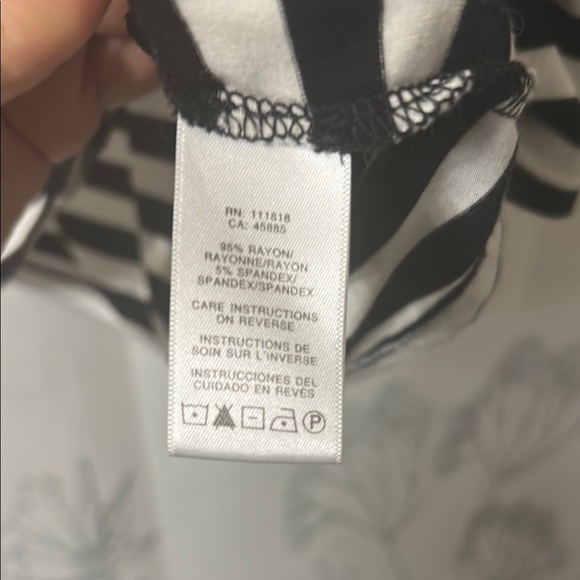 RN: 111818
CA: 45885
95% RAYON/
RAYONNE/RAYON
5% SPANDEX/
SPANDEX/SPANDEX
CARE INSTRUCTIONS
ON REVERSE
INSTRUCTIONS DE
SOIN SUR L'INVERSE
INSTRUCCIONES DEL
CUIDADO EN REVES
P